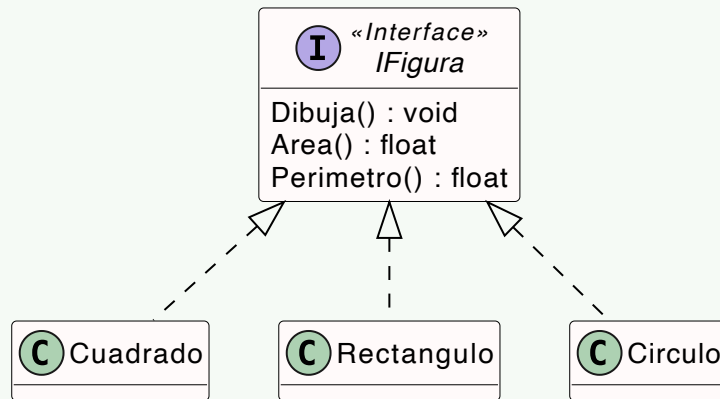 I «Interface»
IFigura
Dibuja() : void
Area() : float
Perimetro() : float
C Cuadrado
C Rectangulo
C Circulo